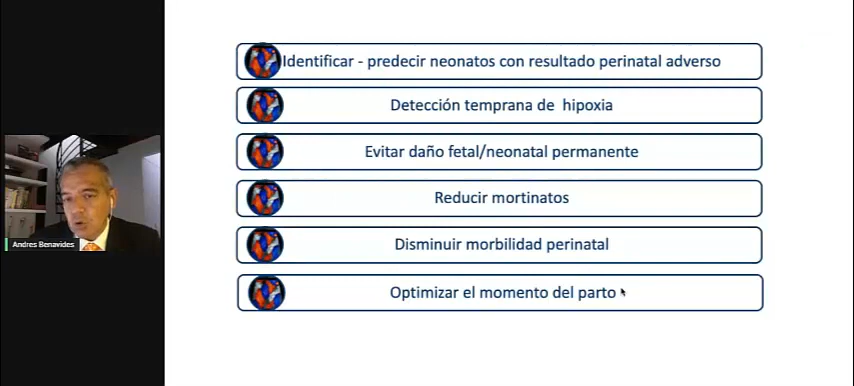 Identificar - predecir neonatos con resultado perinatal adverso
Detección temprana de hipoxia
Evitar daño fetal/neonatal permanente
Reducir mortinatos
Disminuir morbilidad perinatal
Optimizar el momento del parto
Andres Benavides